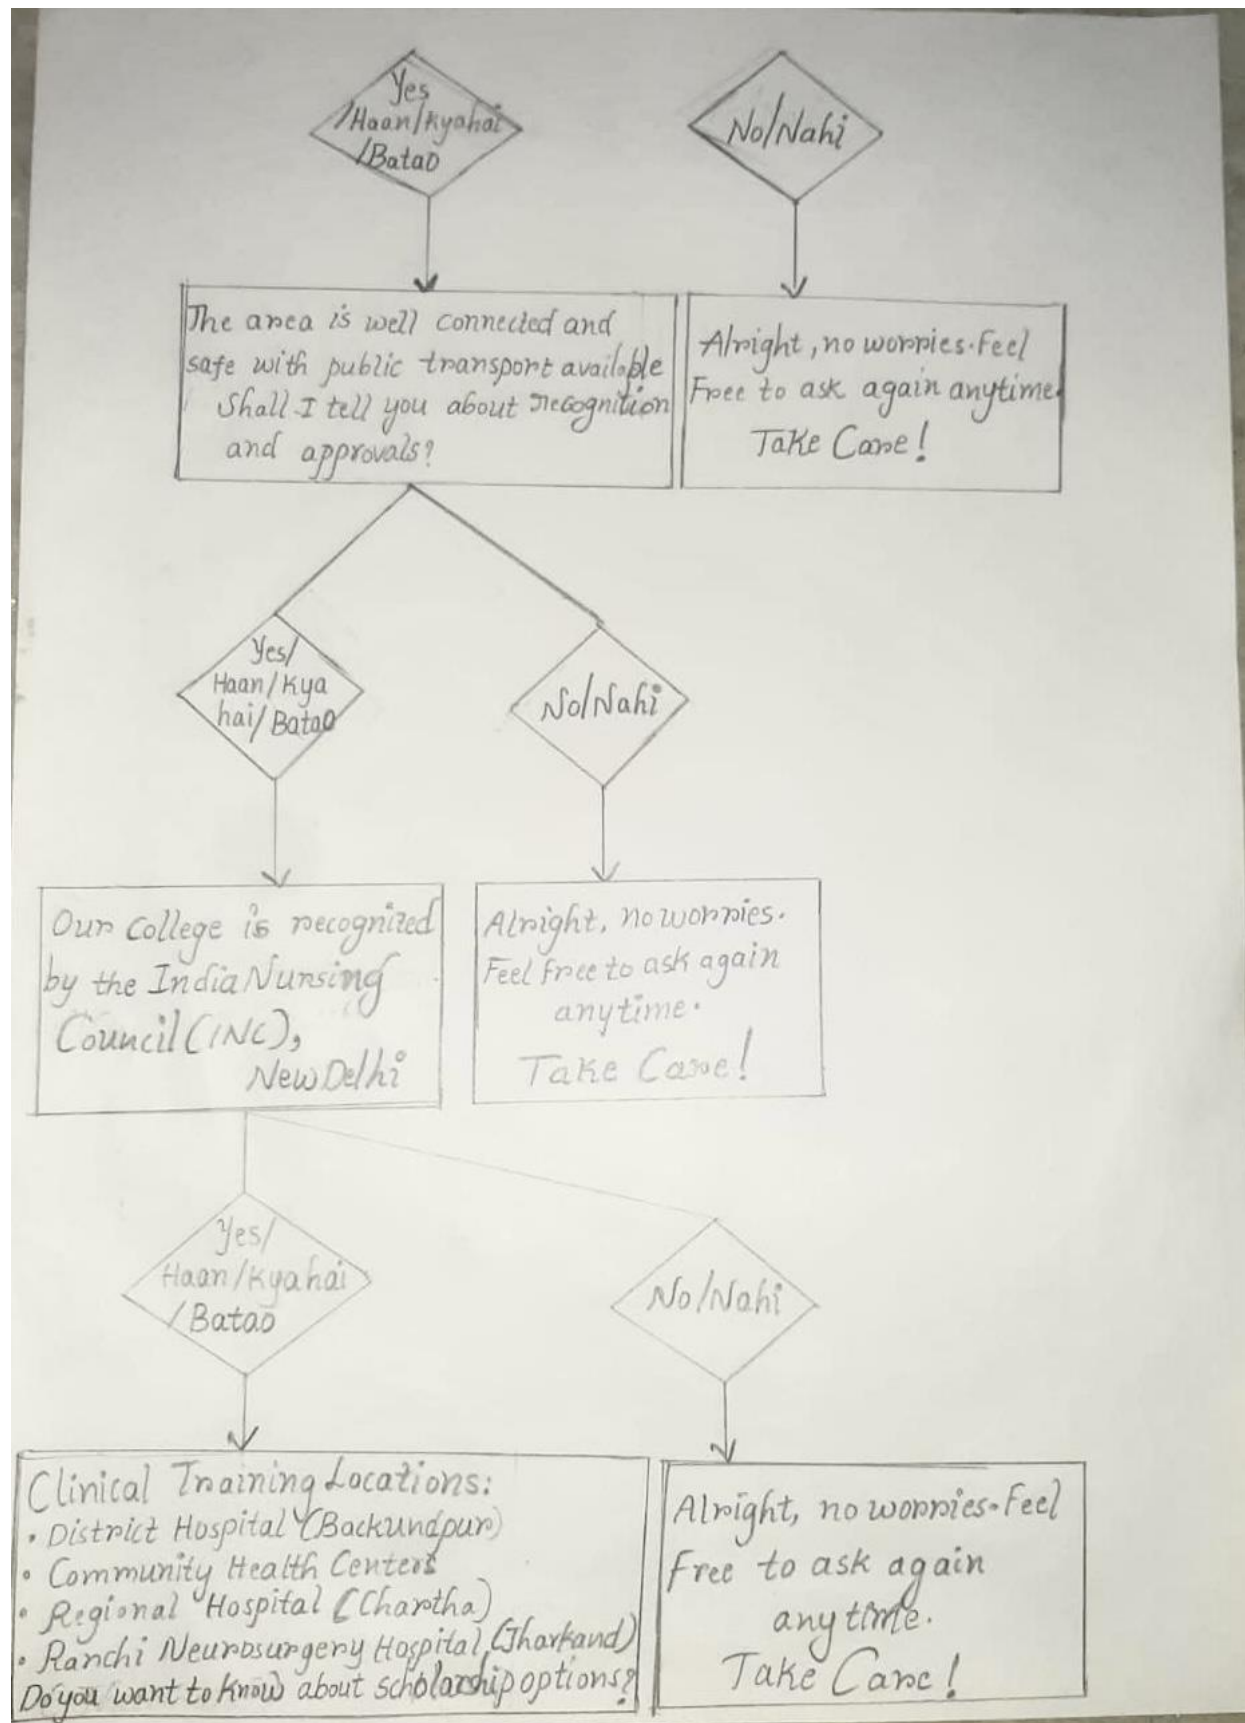 Yes
/Haan/Kyahai
/Batao
No/Nahi
The area is well connected and
safe with public transport available
Shall I tell you about recognition
and approvals?
Alright, no worries. Feel
Free to ask again anytime.
Take Care!
Yes/
Haan/Kya
hai/Batao
No/Nahi
Our College is recognized
by the India Nursing
Council (INC),
New Delhi
Alright, no worries.
Feel free to ask again
anytime.
Take Care!
Yes/
Haan/Kyahai
/Batao
No/Nahi
Clinical Training Locations:
• District Hospital (Backundpur)
• Community Health Centers
• Regional Hospital (Chartha)
• Ranchi Neurosurgery Hospital (Jharkand)
Do you want to know about scholarship options?
Alright, no worries. Feel
Free to ask again
anytime.
Take Care!